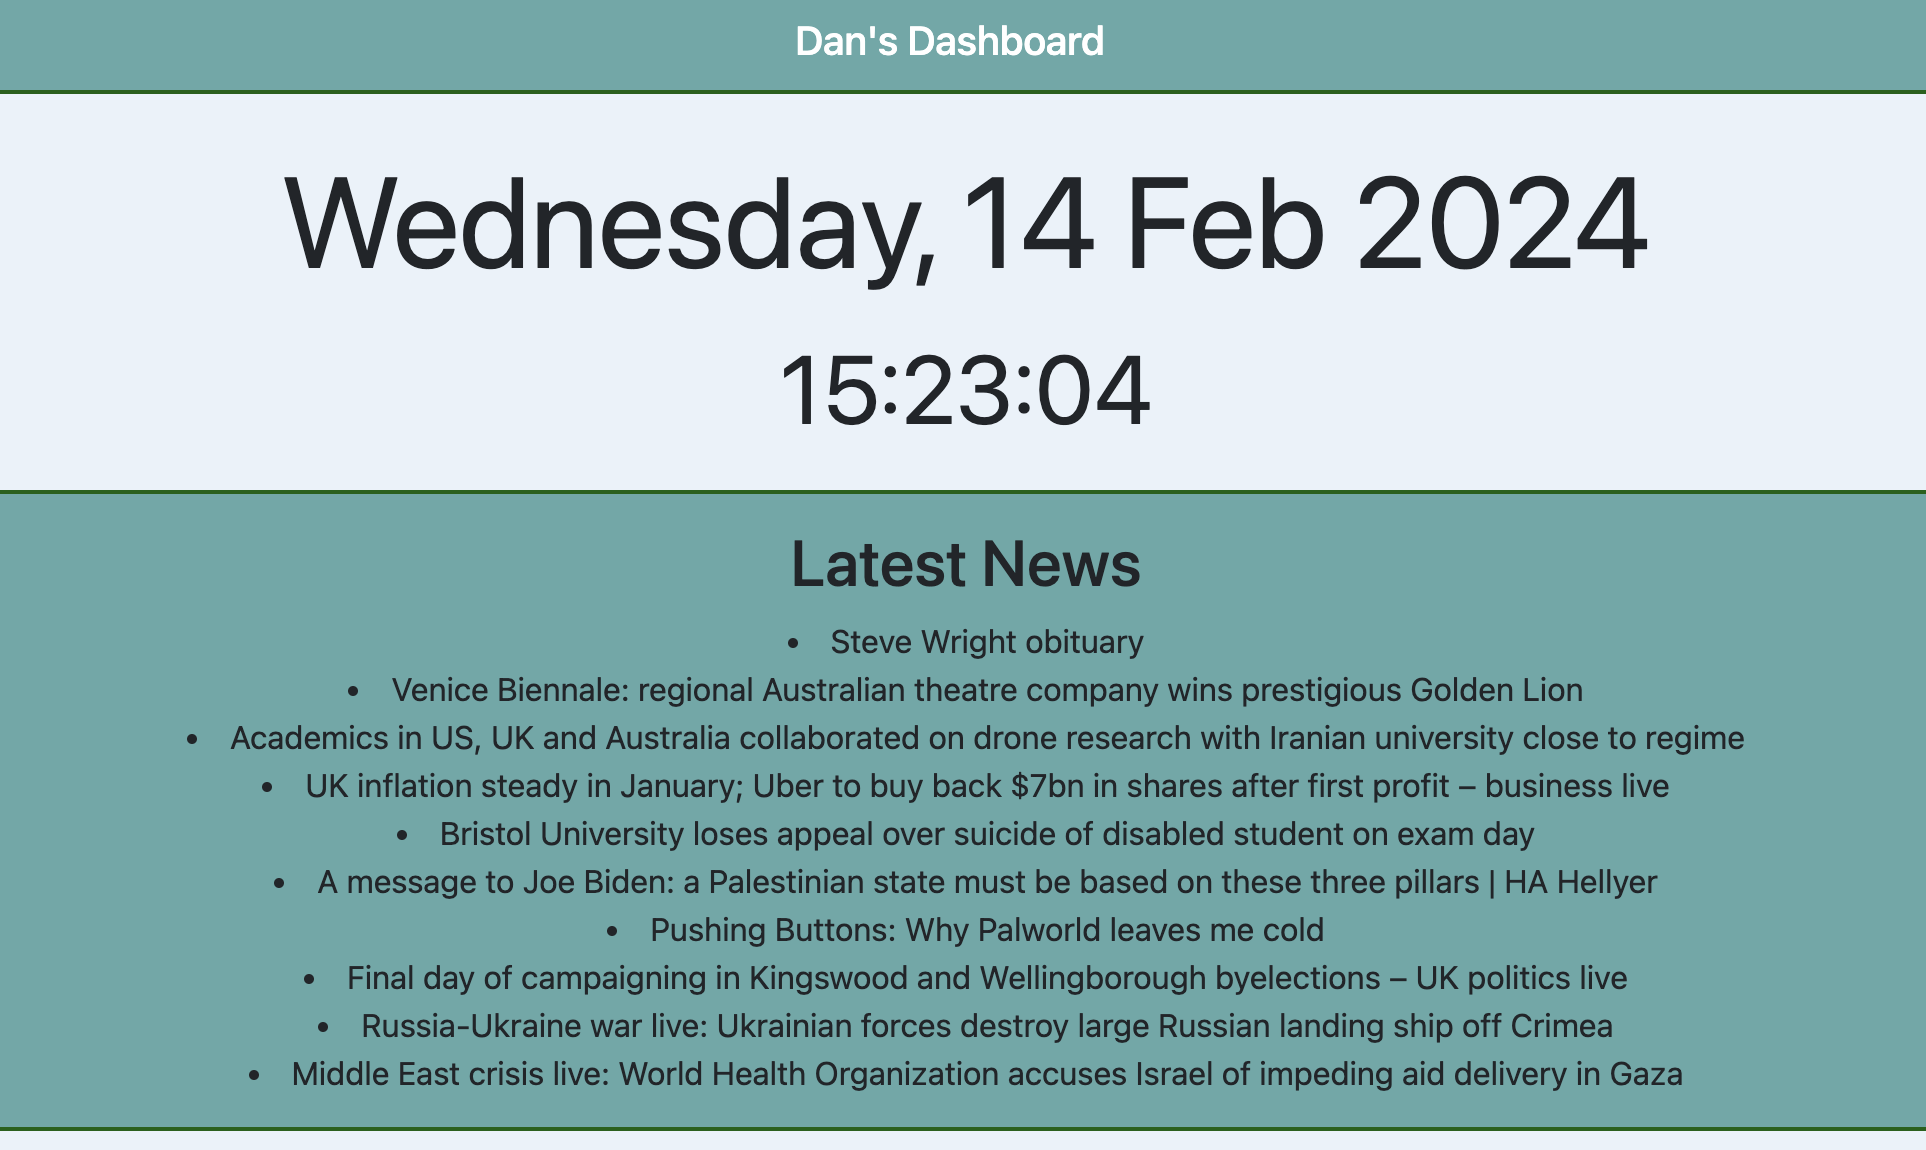 Dan's Dashboard
Wednesday, 14 Feb 2024
15:23:04
Latest News
• Steve Wright obituary
• Venice Biennale: regional Australian theatre company wins prestigious Golden Lion
• Academics in US, UK and Australia collaborated on drone research with Iranian university close to regime
• UK inflation steady in January; Uber to buy back $7bn in shares after first profit – business live
• Bristol University loses appeal over suicide of disabled student on exam day
• A message to Joe Biden: a Palestinian state must be based on these three pillars | HA Hellyer
• Pushing Buttons: Why Palworld leaves me cold
• Final day of campaigning in Kingswood and Wellingborough byelections – UK politics live
• Russia-Ukraine war live: Ukrainian forces destroy large Russian landing ship off Crimea
• Middle East crisis live: World Health Organization accuses Israel of impeding aid delivery in Gaza